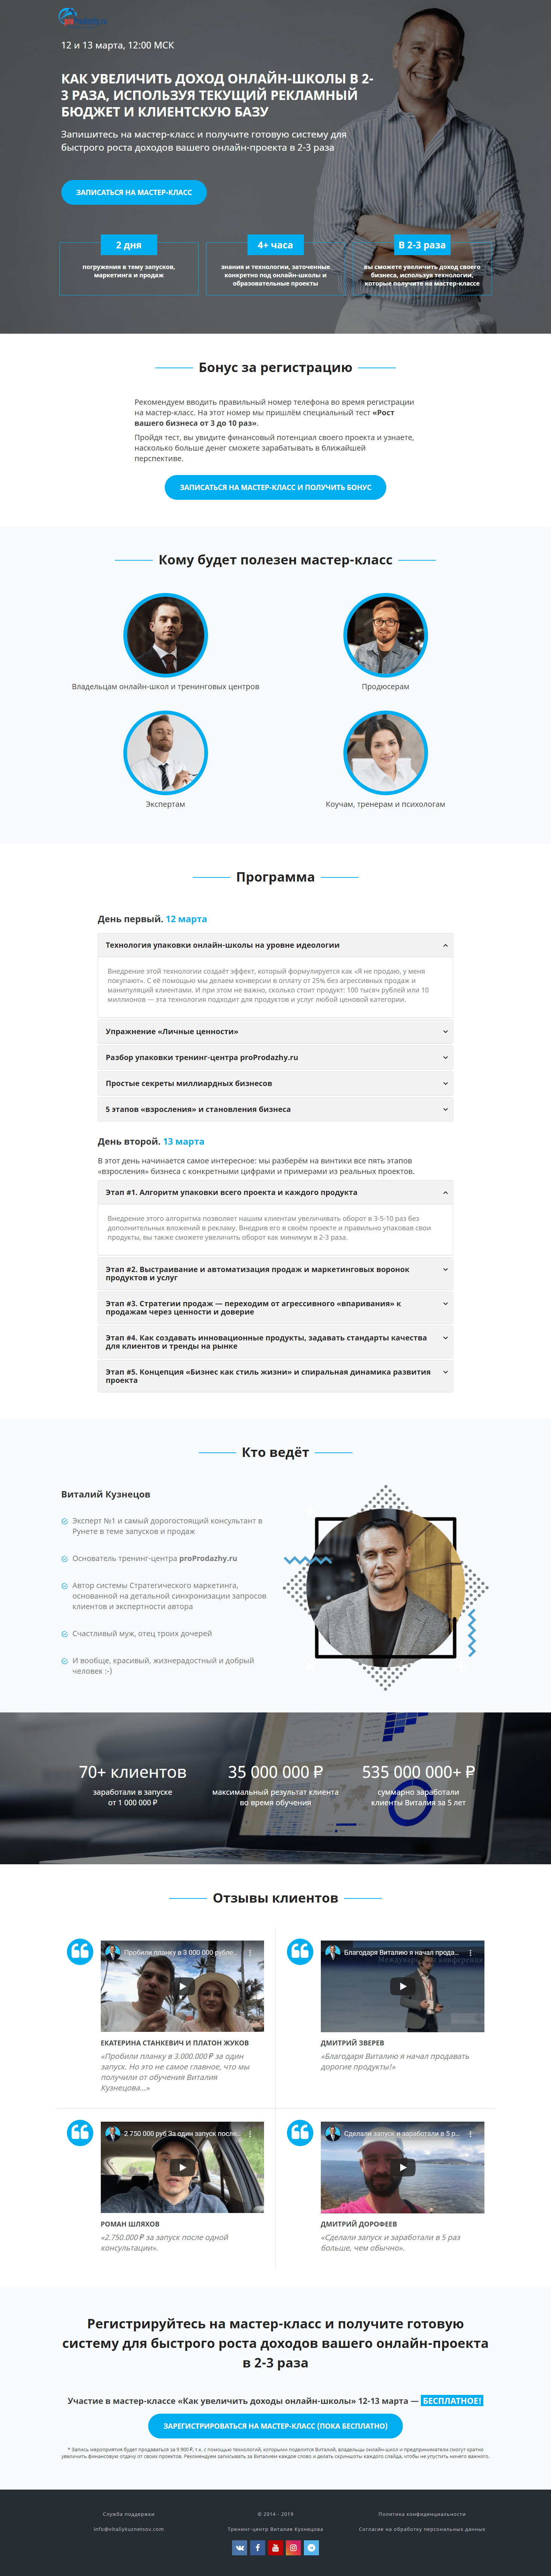 proProdazhy.ru
12 и 13 марта, 12:00 МСК
КАК УВЕЛИЧИТЬ ДОХОД ОНЛАЙН-ШКОЛЫ В 2-
3 РАЗА, ИСПОЛЬЗУЯ ТЕКУЩИЙ РЕКЛАМНЫЙ
БЮДЖЕТ И КЛИЕНТСКУЮ БАЗУ
Запишитесь на мастер-класс и получите готовую систему для
быстрого роста доходов вашего онлайн-проекта в 2-3 раза
ЗАПИСАТЬСЯ НА МАСТЕР-КЛАСС
2 дня
погружения в тему запусков,
маркетинга и продаж
4+ часа
знания и технологии, заточенные
конкретно под онлайн-школы и
образовательные проекты
В 2-3 раза
вы сможете увеличить доход своего
бизнеса, используя технологии,
которые получите на мастер-классе
Бонус за регистрацию
Рекомендуем вводить правильный номер телефона во время регистрации
на мастер-класс. На этот номер мы пришлём специальный тест «Рост
вашего бизнеса от 3 до 10 раз».
Пройдя тест, вы увидите финансовый потенциал своего проекта и узнаете,
насколько больше денег сможете зарабатывать в ближайшей
перспективе.
ЗАПИСАТЬСЯ НА МАСТЕР-КЛАСС И ПОЛУЧИТЬ БОНУС
Кому будет полезен мастер-класс
Владельцам онлайн-школ и тренинговых центров
Продюсерам
Экспертам
Коучам, тренерам и психологам
Программа
День первый. 12 марта
Технология упаковки онлайн-школы на уровне идеологии
Внедрение этой технологии создаёт эффект, который формулируется как «Я не продаю, у меня
покупают». С её помощью мы делаем конверсии в оплату от 25% без агрессивных продаж и
манипуляций клиентами. И при этом не важно, сколько стоит продукт: 100 тысяч рублей или 10
миллионов — эта технология подходит для продуктов и услуг любой ценовой категории.
Упражнение «Личные ценности»
Разбор упаковки тренинг-центра proProdazhy.ru
Простые секреты миллиардных бизнесов
5 этапов «взросления» и становления бизнеса
День второй. 13 марта
В этот день начинается самое интересное: мы разберём на винтики все пять этапов
«взросления» бизнеса с конкретными цифрами и примерами из реальных проектов.
Этап #1. Алгоритм упаковки всего проекта и каждого продукта
Внедрение этого алгоритма позволяет нашим клиентам увеличивать оборот в 3-5-10 раз без
дополнительных вложений в рекламу. Внедрив его в своём проекте и правильно упаковав свои
продукты, вы также сможете увеличить оборот как минимум в 2-3 раза.
Этап #2. Выстраивание и автоматизация продаж и маркетинговых воронок
продуктов и услуг
Этап #3. Стратегии продаж — переходим от агрессивного «впаривания» к
продажам через ценности и доверие
Этап #4. Как создавать инновационные продукты, задавать стандарты качества
для клиентов и тренды на рынке
Этап #5. Концепция «Бизнес как стиль жизни» и спиральная динамика развития
проекта
Кто ведёт
Виталий Кузнецов
Эксперт №1 и самый дорогостоящий консультант в
Рунете в теме запусков и продаж
Основатель тренинг-центра proProdazhy.ru
Автор системы Стратегического маркетинга,
основанной на детальной синхронизации запросов
клиентов и экспертности автора
Счастливый муж, отец троих дочерей
И вообще, красивый, жизнерадостный и добрый
человек :-)
70+ клиентов
заработали в запуске
от 1 000 000 ₽
35 000 000 ₽
максимальный результат клиента
во время обучения
535 000 000+ ₽
суммарно заработали
клиенты Виталия за 5 лет
Отзывы клиентов
Пробили планку в 3 000 000 рубле...
ЕКАТЕРИНА СТАНКЕВИЧ И ПЛАТОН ЖУКОВ
«Пробили планку в 3.000.000 ₽ за один
запуск. Но это не самое главное, что мы
получили от обучения Виталия
Кузнецова...»
Благодаря Виталию я начал прода...
ДМИТРИЙ ЗВЕРЕВ
«Благодаря Виталию я начал продавать
дорогие продукты!»
2 750 000 руб За один запуск после...
РОМАН ШЛЯХОВ
«2.750.000 ₽ за запуск после одной
консультации».
Сделали запуск и заработали в 5 р...
ДМИТРИЙ ДОРОФЕЕВ
«Сделали запуск и заработали в 5 раз
больше, чем обычно».
Регистрируйтесь на мастер-класс и получите готовую
систему для быстрого роста доходов вашего онлайн-проекта
в 2-3 раза
Участие в мастер-классе «Как увеличить доходы онлайн-школы» 12-13 марта — БЕСПЛАТНОЕ!
ЗАРЕГИСТРИРОВАТЬСЯ НА МАСТЕР-КЛАСС (ПОКА БЕСПЛАТНО)
* Запись мероприятия будет продаваться за 9 900 ₽, т.к. с помощью технологий, которыми поделится Виталий, владельцы онлайн-школ и предприниматели смогут кратно
увеличить финансовую отдачу от своих проектов. Рекомендуем записывать за Виталием каждое слово и делать скриншоты каждого слайда, чтобы не упустить ничего важного.
Служба поддержки
info@vitaliykuznetsov.com
© 2014 - 2019
Тренинг-центр Виталия Кузнецова
Политика конфиденциальности
Согласие на обработку персональных данных